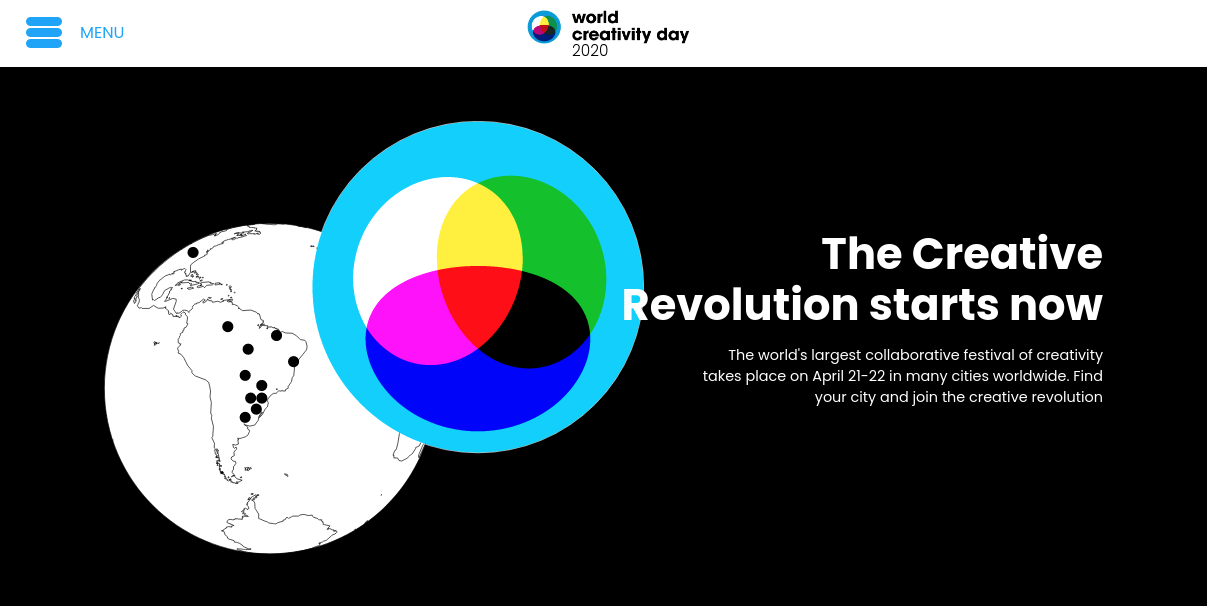 MENU
world
creativity day
2020
The Creative
Revolution starts now
The world's largest collaborative festival of creativity
takes place on April 21-22 in many cities worldwide. Find
your city and join the creative revolution